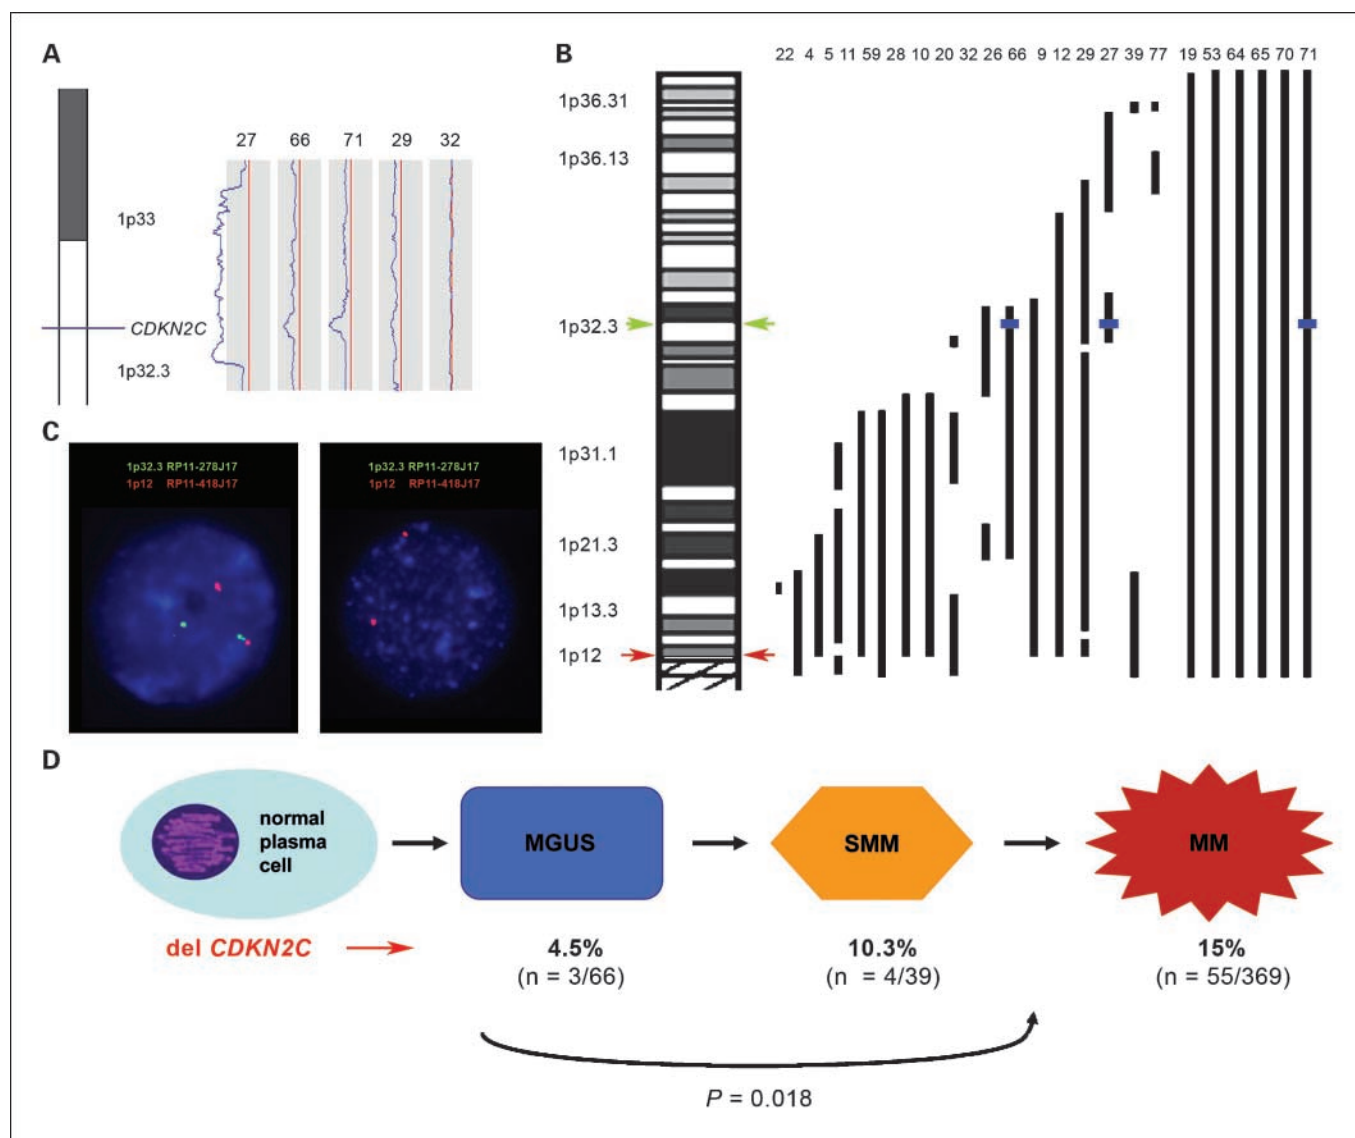 A
27 66 71 29 32
1p33
CDKN2C
1p32.3
B
22 4 5 11 59 28 10 20 32 26 66 9 12 29 27 39 77 19 53 64 65 70 71
1p36.31
1p36.13
1p32.3
1p31.1
1p21.3
1p13.3
1p12
C
1p32.3 RP11-278J17
1p12 RP11-418J17
1p32.3 RP11-278J17
1p12 RP11-418J17
D
normal
plasma
cell
MGUS
SMM
MM
del CDKN2C
4.5%
(n = 3/66)
10.3%
(n = 4/39)
15%
(n = 55/369)
P = 0.018